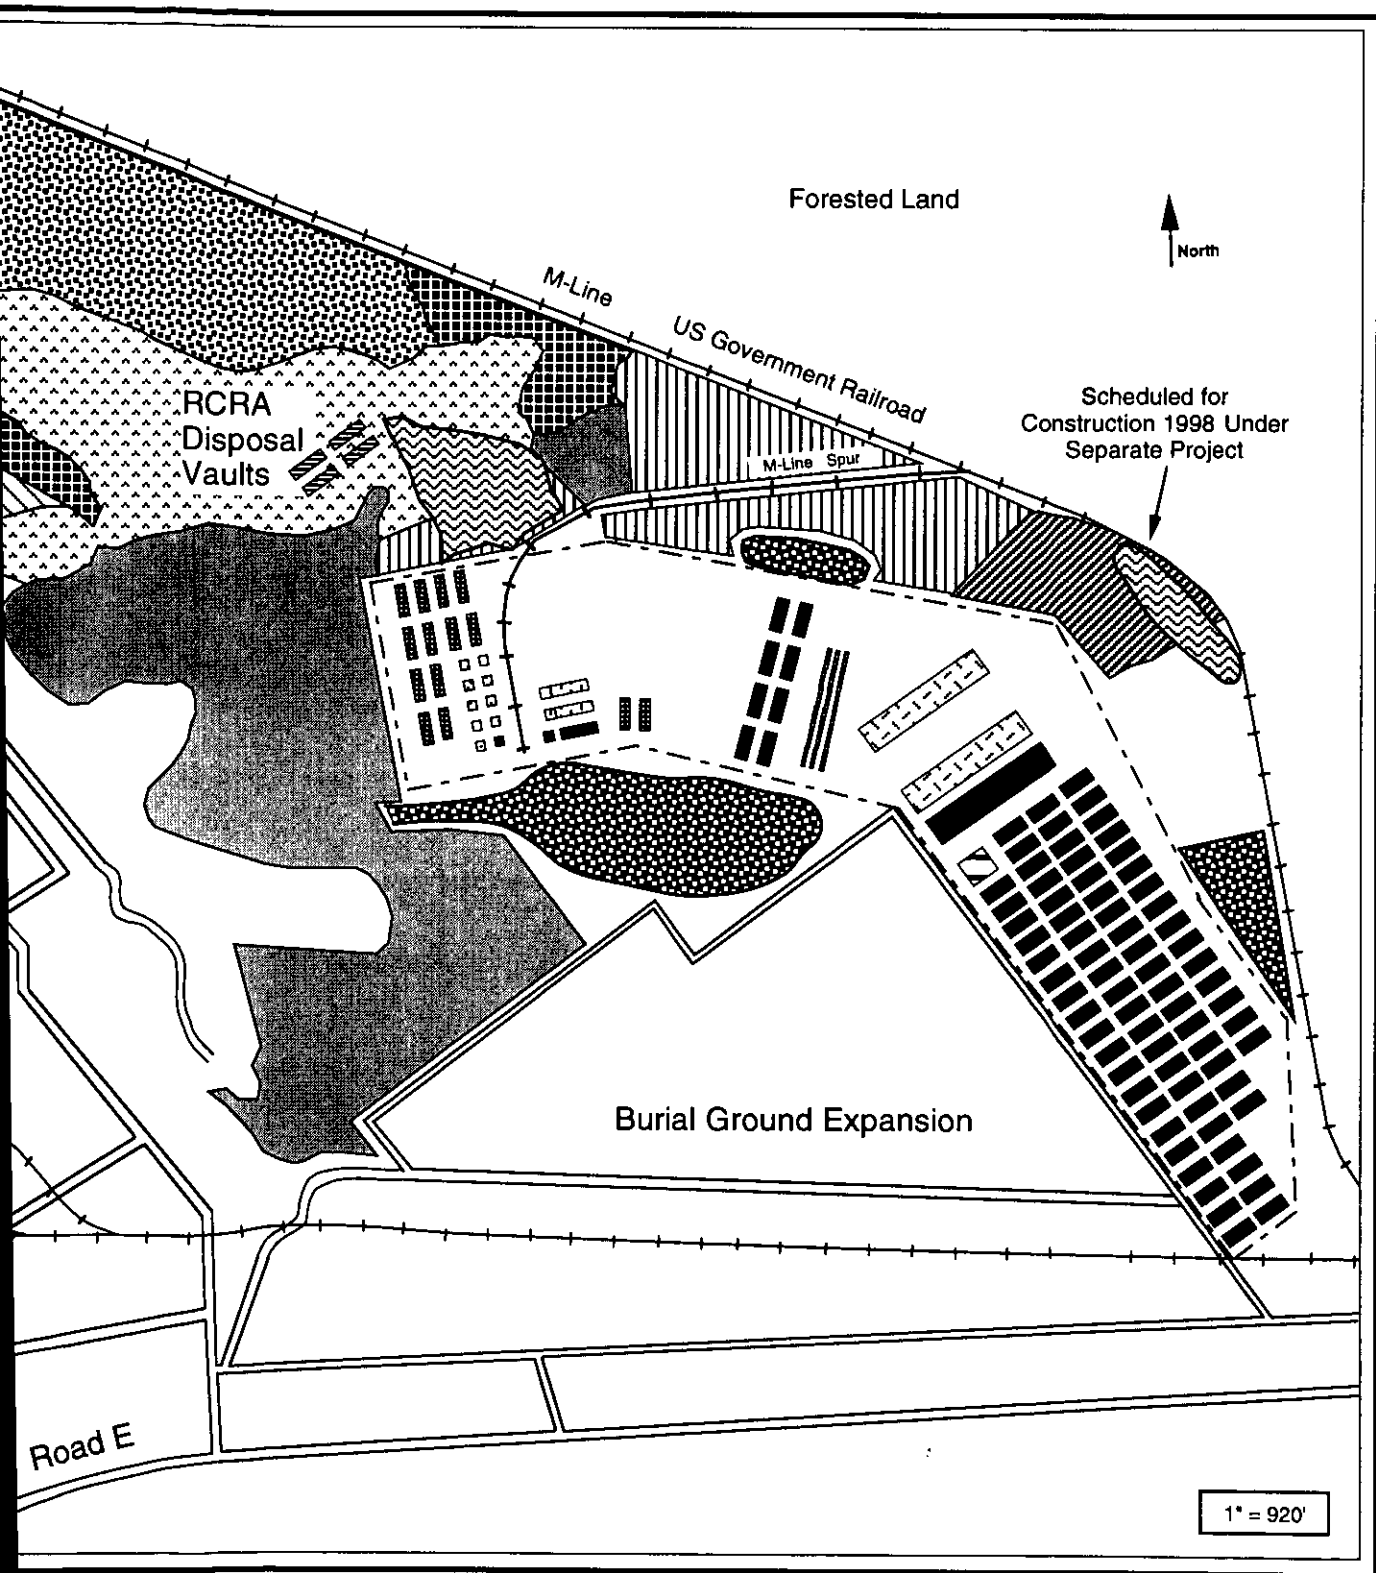 Forested Land
North
M-Line
US Government Railroad
Scheduled for
Construction 1998 Under
Separate Project
RCRA
Disposal
Vaults
M-Line Spur
Burial Ground Expansion
Road E
1" = 920'